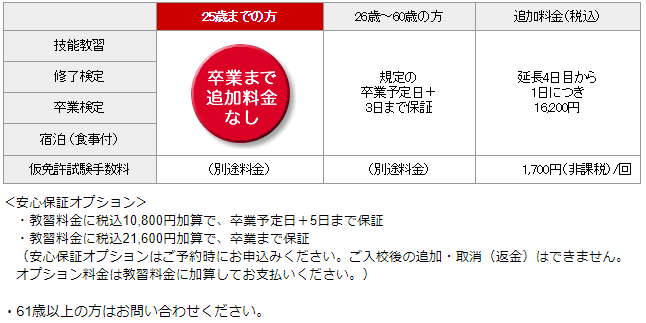 25歳までの方 26歳～60歳の方 追加料金(税込)
技能教習
修了検定
卒業検定
宿泊(食事付)
卒業まで
追加料金
なし
規定の
卒業予定日＋
3日まで保証
延長4日目から
1日につき
16,200円
仮免許試験手数料 (別途料金) (別途料金) 1,700円(非課税)/回
＜安心保証オプション＞
・教習料金に税込10,800円加算で、卒業予定日＋5日まで保証
・教習料金に税込21,600円加算で、卒業まで保証
（安心保証オプションはご予約時にお申込みください。ご入校後の追加・取消（返金）はできません。
オプション料金は教習料金に加算してお支払いください。）
・61歳以上の方はお問い合わせください。